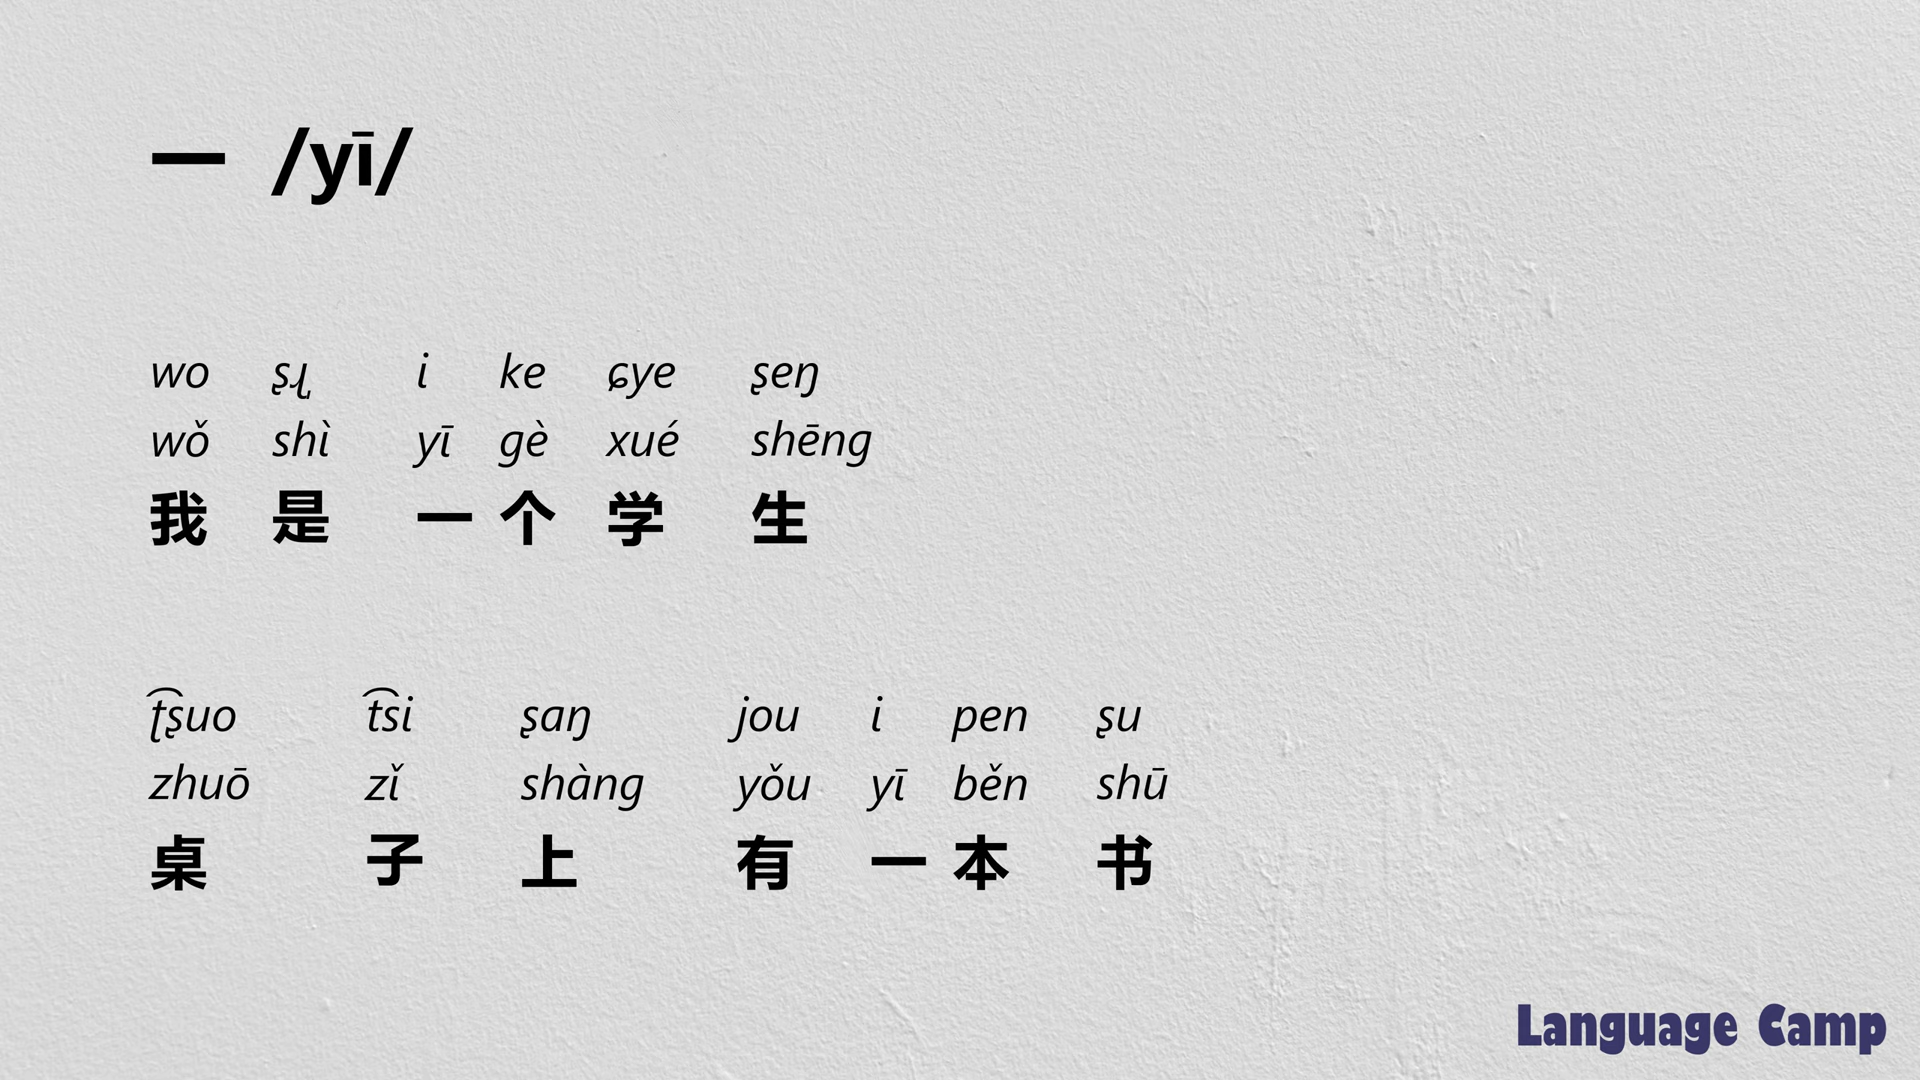 一 /yī/
wo ʂɻ̩ i ke ɕye ʂeŋ
wǒ shì yī gè xué shēng
我 是 一 个 学 生
ʈ͡ʂuo t͡si ʂaŋ jou i pen ʂu
zhuō zǐ shàng yǒu yī běn shū
桌 子 上 有 一 本 书
Language Camp